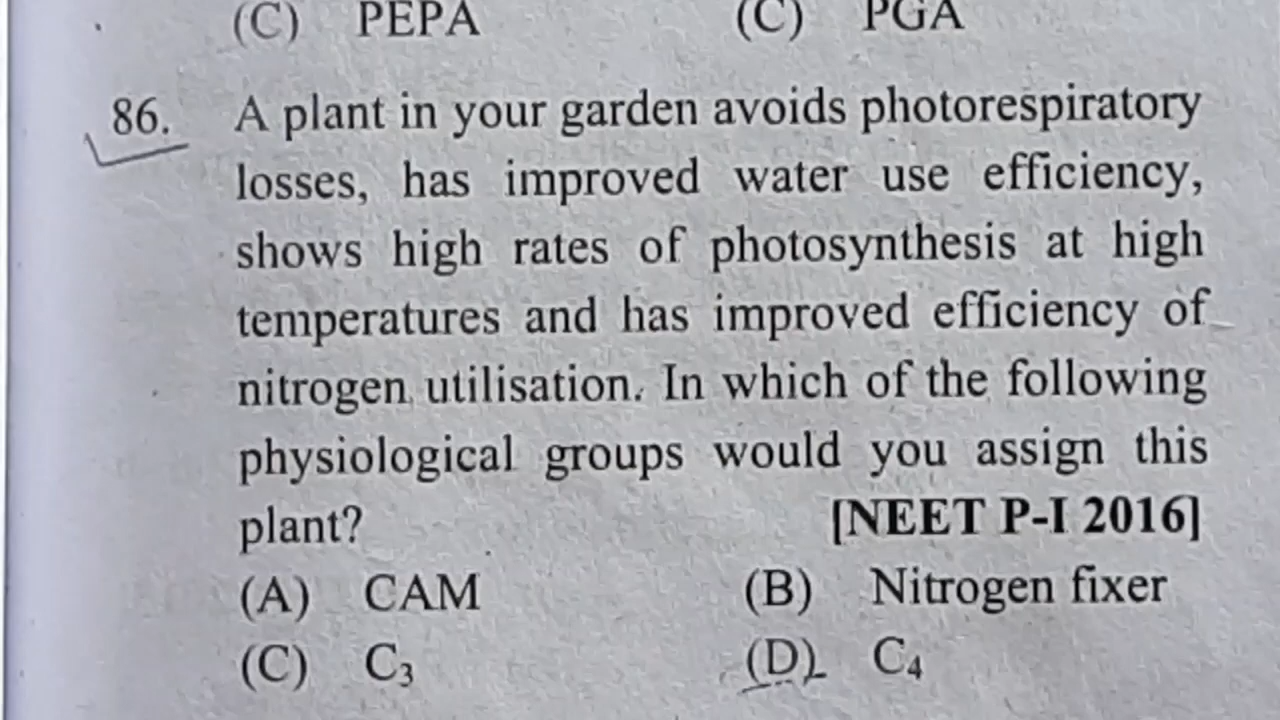 (C) PEPA (C) PGA
86. A plant in your garden avoids photorespiratory
losses, has improved water use efficiency,
shows high rates of photosynthesis at high
temperatures and has improved efficiency of
nitrogen utilisation. In which of the following
physiological groups would you assign this
plant? [NEET P-I 2016]
(A) CAM (B) Nitrogen fixer
(C) C₃ (D) C₄